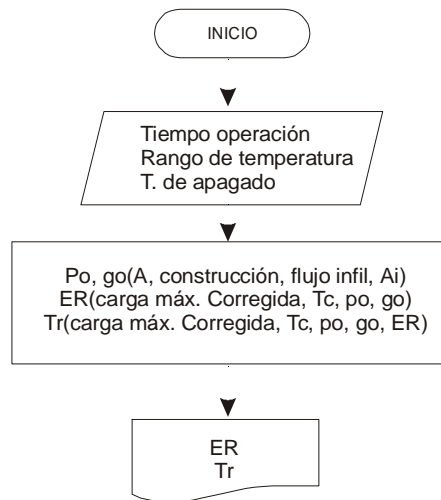 INICIO
Tiempo operación
Rango de temperatura
T. de apagado
Po, go(A, construcción, flujo infil, Ai)
ER(carga máx. Corregida, Tc, po, go)
Tr(carga máx. Corregida, Tc, po, go, ER)
ER
Tr